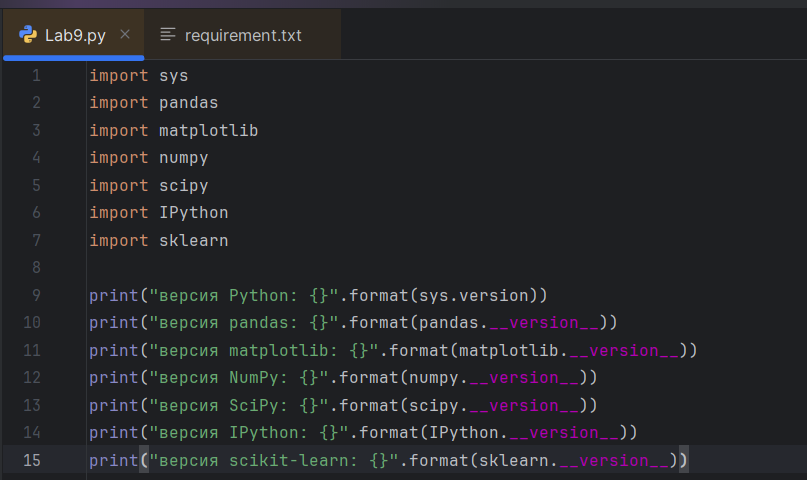 Lab9.py × requirement.txt
1 import sys
2 import pandas
3 import matplotlib
4 import numpy
5 import scipy
6 import IPython
7 import sklearn
8
9 print("версия Python: {}".format(sys.version))
10 print("версия pandas: {}".format(pandas.__version__))
11 print("версия matplotlib: {}".format(matplotlib.__version__))
12 print("версия NumPy: {}".format(numpy.__version__))
13 print("версия SciPy: {}".format(scipy.__version__))
14 print("версия IPython: {}".format(IPython.__version__))
15 print("версия scikit-learn: {}".format(sklearn.__version__))